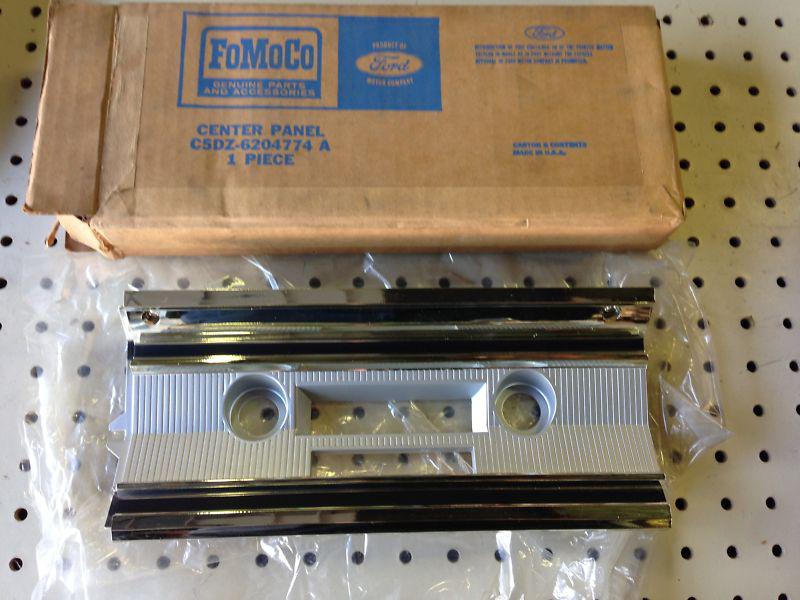 FoMoCo
GENUINE PARTS
AND ACCESSORIES
PRODUCT OF
Ford
MOTOR COMPANY
CENTER PANEL
C5DZ-6204774 A
1 PIECE
Ford
CARTON & CONTENTS
MADE IN U.S.A.